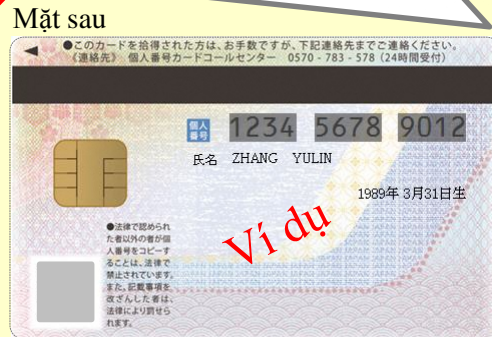 Mặt sau
●このカードを拾得された方は、お手数ですが、下記連絡先までご連絡ください。
《連絡先》 個人番号カードコールセンター 0570 - 783 - 578 (24時間受付)
個人番号 1234 5678 9012
氏名 ZHANG YULIN
1989年 3月31日生
Ví dụ
●法律で認められ
た者以外の者が個
人番号をコピーす
ることは、法律で
禁止されています。
また、記載事項を
改ざんした者は、
法律により罰せら
れます。